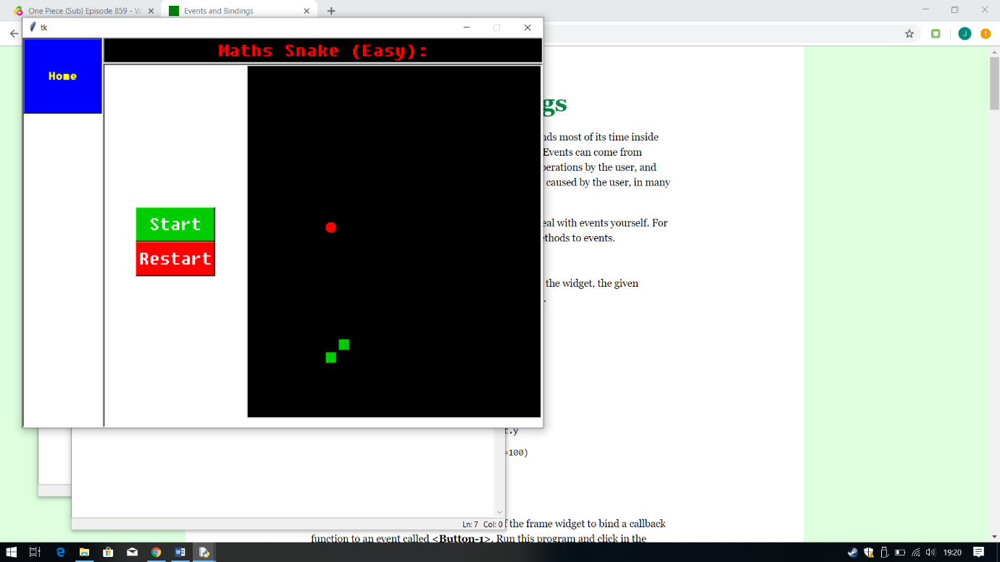 One Piece (Sub) Episode 859 - W
Events and Bindings
tk
Home
Maths Snake (Easy):
Start
Restart
gs
nds most of its time inside
Events can come from
perations by the user, and
caused by the user, in many
eal with events yourself. For
ethods to events.
the widget, the given
.
t.y
=100)
Ln: 7 Col: 0
f the frame widget to bind a callback
function to an event called <Button-1>. Run this program and click in the
J
19:20